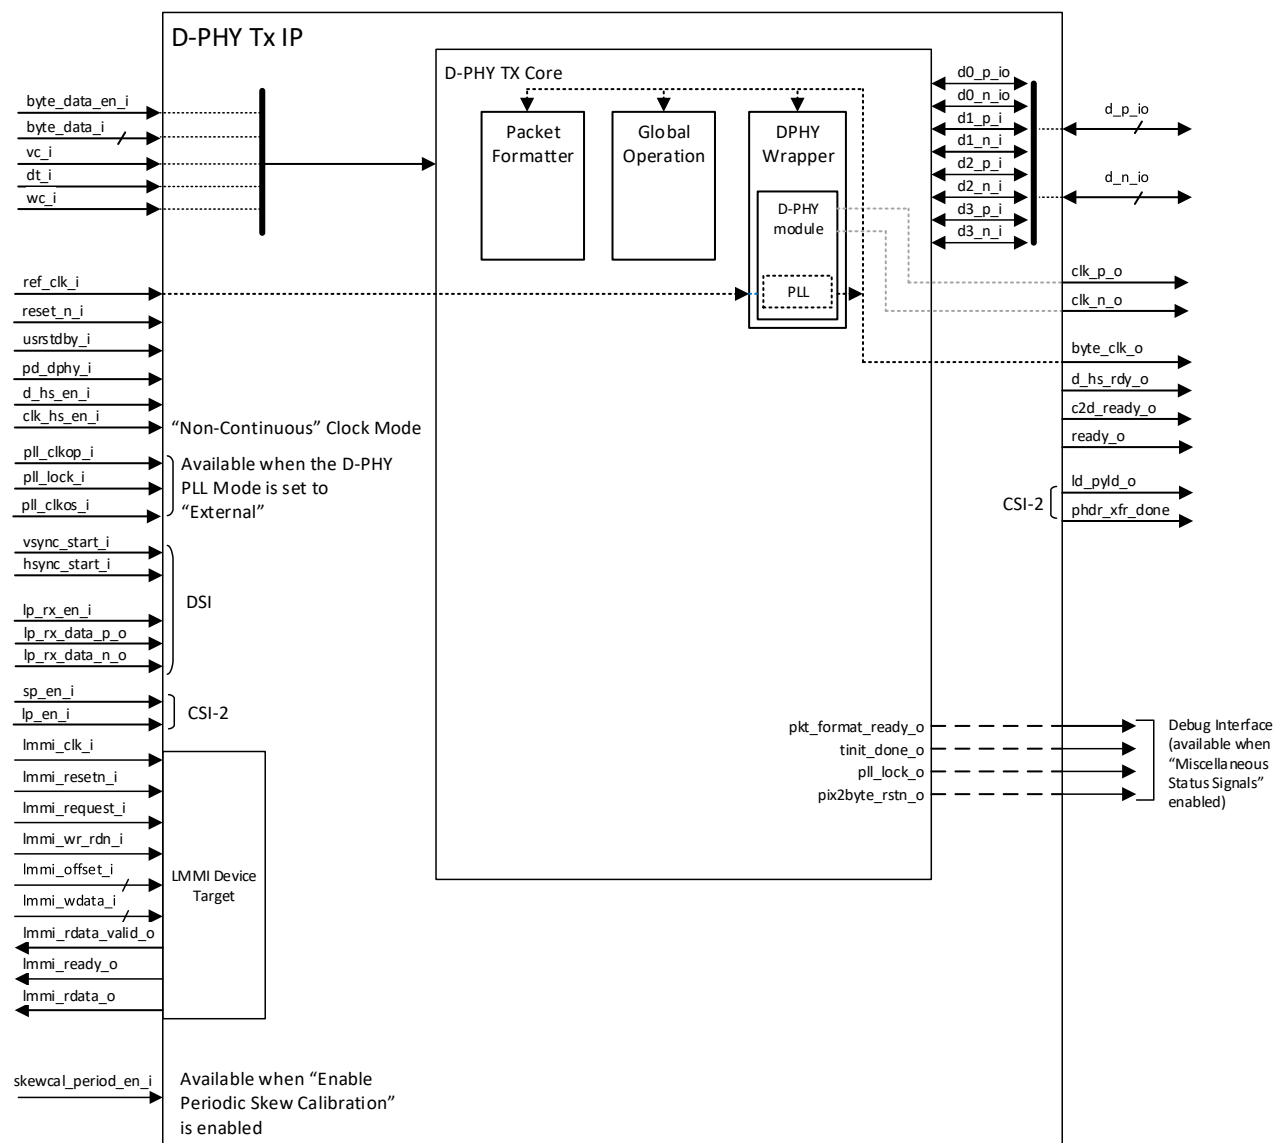 D-PHY Tx IP
D-PHY TX Core
byte_data_en_i
byte_data_i
vc_i
dt_i
wc_i
Packet
Formatter
Global
Operation
DPHY
Wrapper
D-PHY
module
PLL
d0_p_io
d0_n_io
d1_p_i
d1_n_i
d2_p_i
d2_n_i
d3_p_i
d3_n_i
d_p_io
d_n_io
ref_clk_i
reset_n_i
usrstdby_i
pd_dphy_i
d_hs_en_i
clk_hs_en_i
“Non-Continuous” Clock Mode
pll_clkop_i
pll_lock_i
pll_clkos_i
Available when the D-PHY
PLL Mode is set to
“External”
vsync_start_i
hsync_start_i
lp_rx_en_i
lp_rx_data_p_o
lp_rx_data_n_o
DSI
sp_en_i
lp_en_i
CSI-2
clk_p_o
clk_n_o
byte_clk_o
d_hs_rdy_o
c2d_ready_o
ready_o
ld_pyld_o
phdr_xfr_done
CSI-2
pkt_format_ready_o
tinit_done_o
pll_lock_o
pix2byte_rstn_o
Debug Interface
(available when
“Miscellaneous
Status Signals”
enabled)
lmmi_clk_i
lmmi_resetn_i
lmmi_request_i
lmmi_wr_rdn_i
lmmi_offset_i
lmmi_wdata_i
lmmi_rdata_valid_o
lmmi_ready_o
lmmi_rdata_o
LMMI Device
Target
skewcal_period_en_i
Available when “Enable
Periodic Skew Calibration”
is enabled